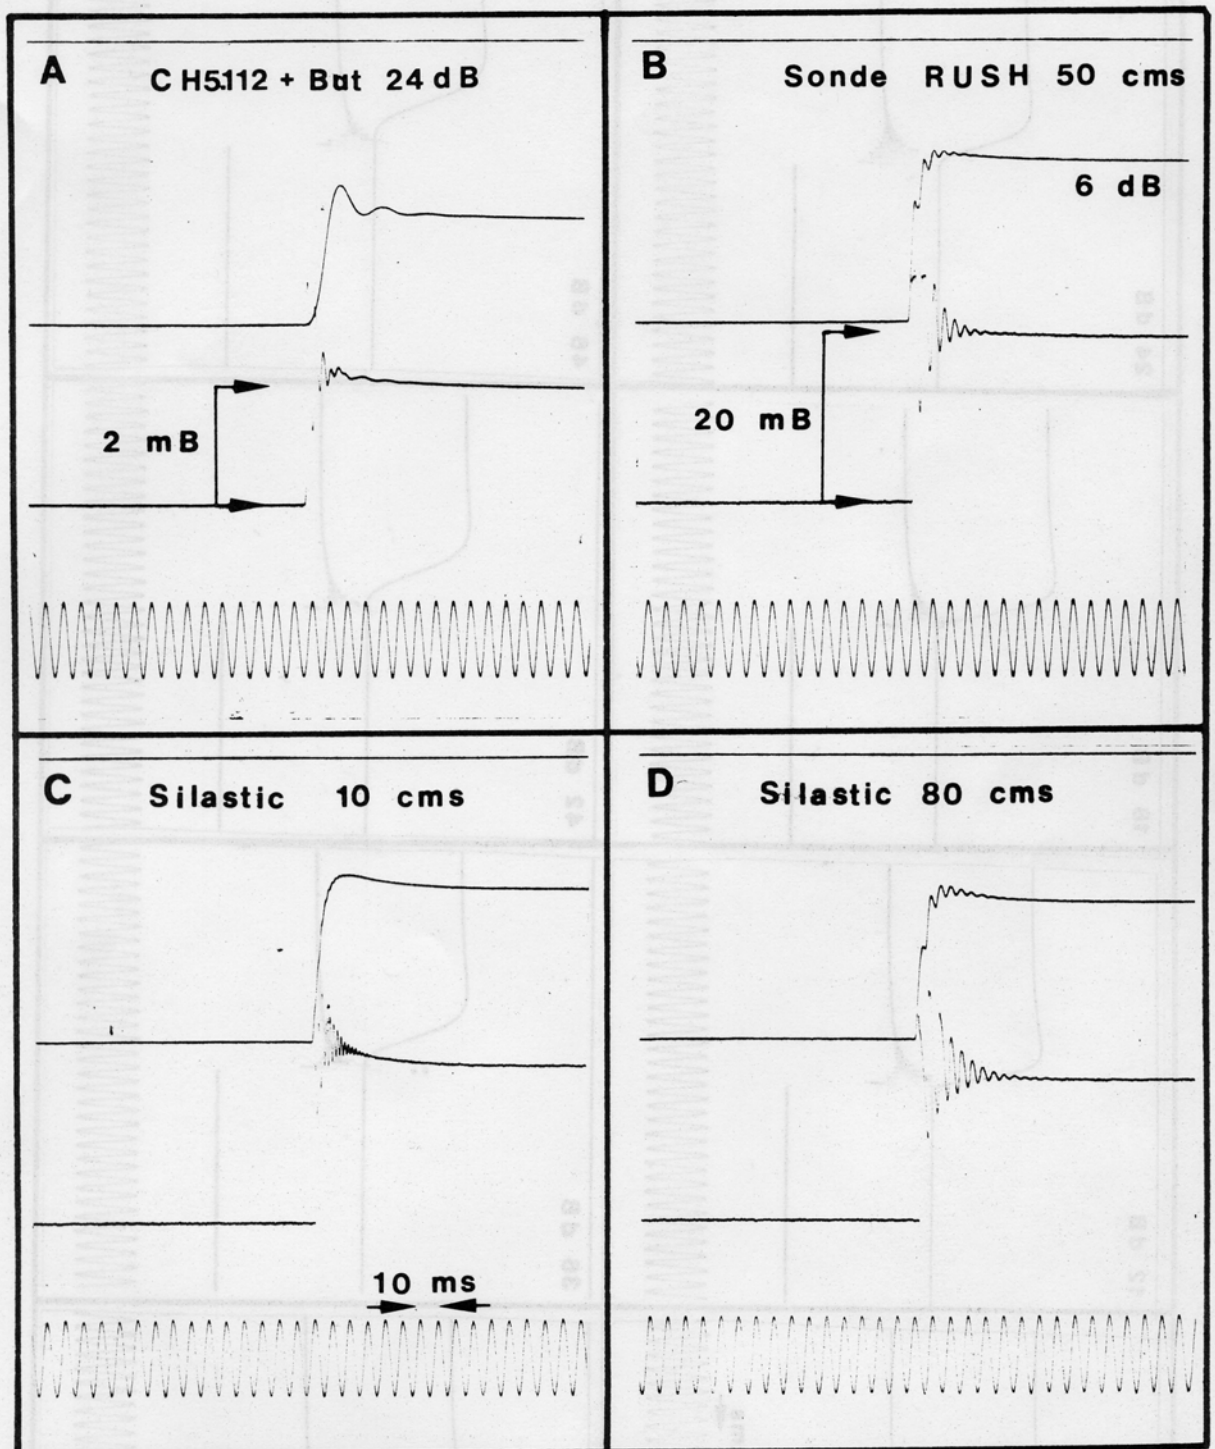 A
CH5.112 + But 24 dB
2 mB
B
Sonde RUSH 50 cms
6 dB
20 mB
C
Silastic 10 cms
10 ms
D
Silastic 80 cms